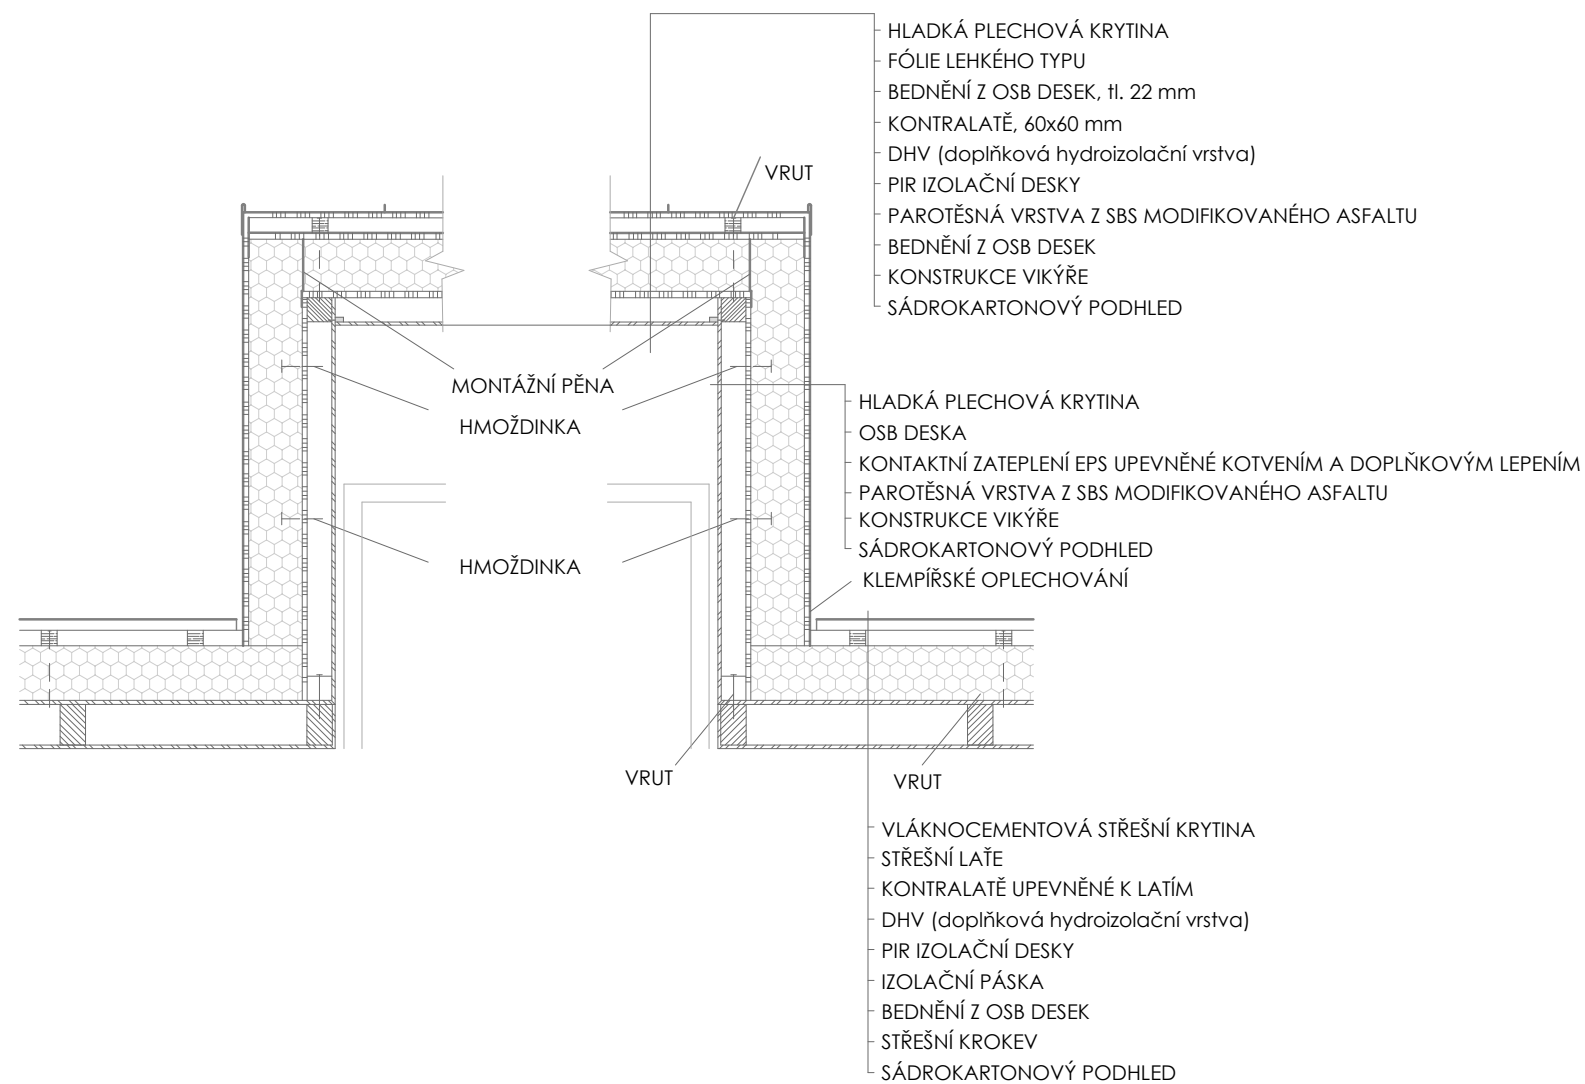 HLADKÁ PLECHOVÁ KRYTINA
FÓLIE LEHKÉHO TYPU
BEDNĚNÍ Z OSB DESEK, tl. 22 mm
KONTRALATĚ, 60x60 mm
DHV (doplňková hydroizolační vrstva)
PIR IZOLAČNÍ DESKY
PAROTĚSNÁ VRSTVA Z SBS MODIFIKOVANÉHO ASFALTU
BEDNĚNÍ Z OSB DESEK
KONSTRUKCE VIKÝŘE
SÁDROKARTONOVÝ PODHLED
VRUT
MONTÁŽNÍ PĚNA
HMOŽDINKA
HMOŽDINKA
HLADKÁ PLECHOVÁ KRYTINA
OSB DESKA
KONTAKTNÍ ZATEPLENÍ EPS UPEVNĚNÉ KOTVENÍM A DOPLŇKOVÝM LEPENÍM
PAROTĚSNÁ VRSTVA Z SBS MODIFIKOVANÉHO ASFALTU
KONSTRUKCE VIKÝŘE
SÁDROKARTONOVÝ PODHLED
KLEMPÍŘSKÉ OPLECHOVÁNÍ
VRUT
VRUT
VLÁKNOCEMENTOVÁ STŘEŠNÍ KRYTINA
STŘEŠNÍ LAŤE
KONTRALATĚ UPEVNĚNÉ K LATÍM
DHV (doplňková hydroizolační vrstva)
PIR IZOLAČNÍ DESKY
IZOLAČNÍ PÁSKA
BEDNĚNÍ Z OSB DESEK
STŘEŠNÍ KROKEV
SÁDROKARTONOVÝ PODHLED